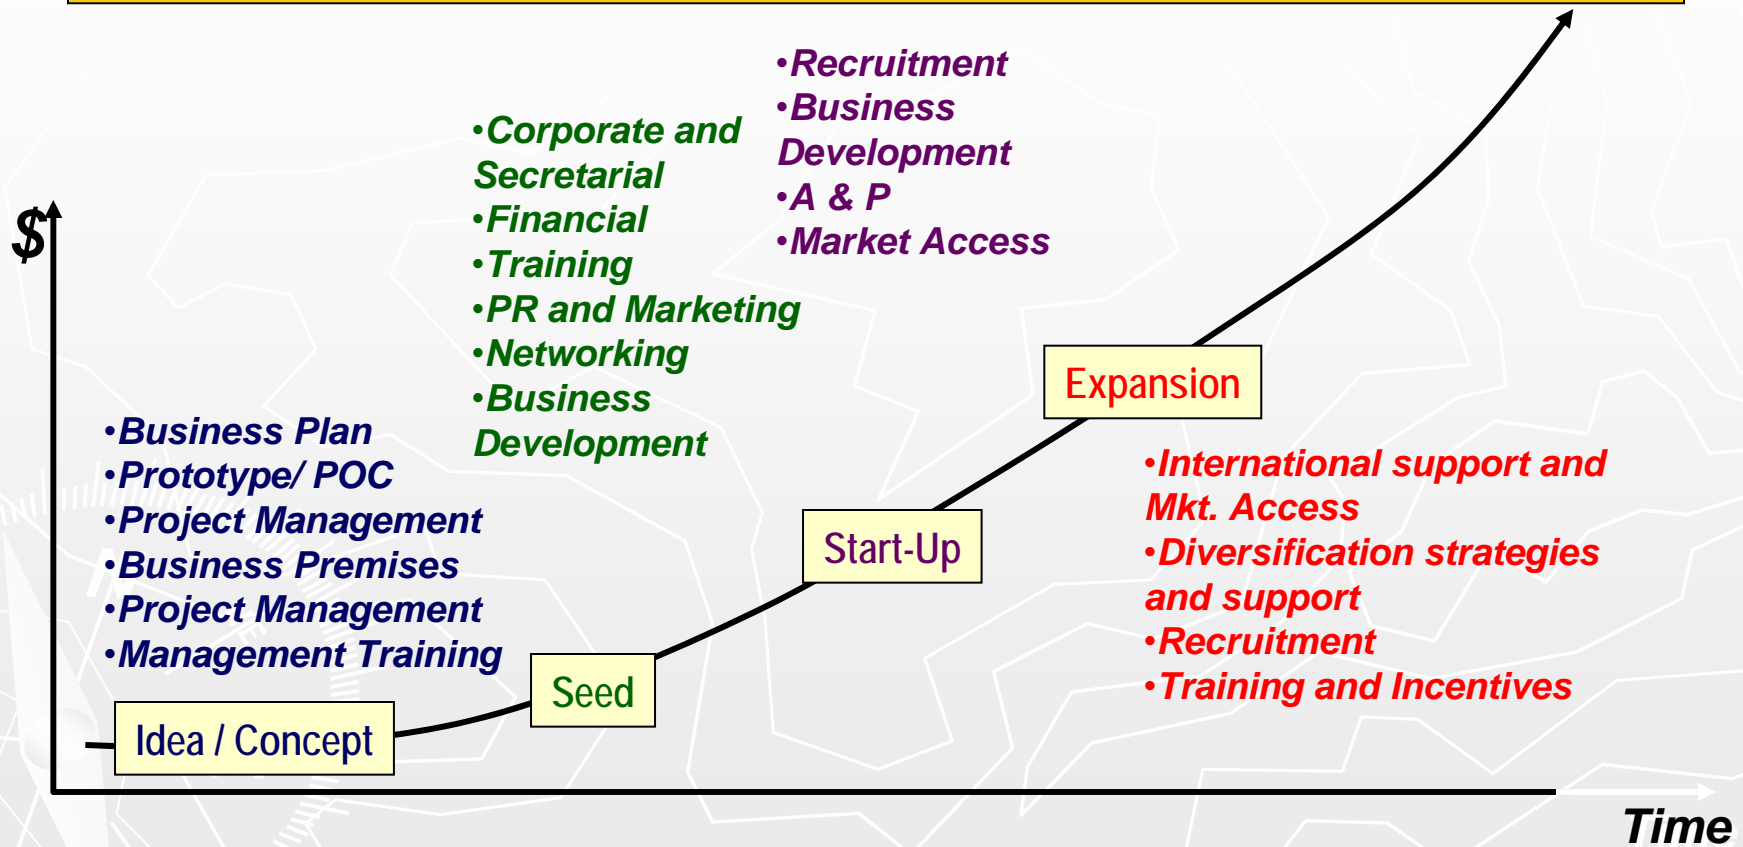 $
•Business Plan
•Prototype/ POC
•Project Management
•Business Premises
•Project Management
•Management Training
Idea / Concept
•Corporate and
Secretarial
•Financial
•Training
•PR and Marketing
•Networking
•Business
Development
Seed
•Recruitment
•Business
Development
•A & P
•Market Access
Start-Up
Expansion
•International support and
Mkt. Access
•Diversification strategies
and support
•Recruitment
•Training and Incentives
Time